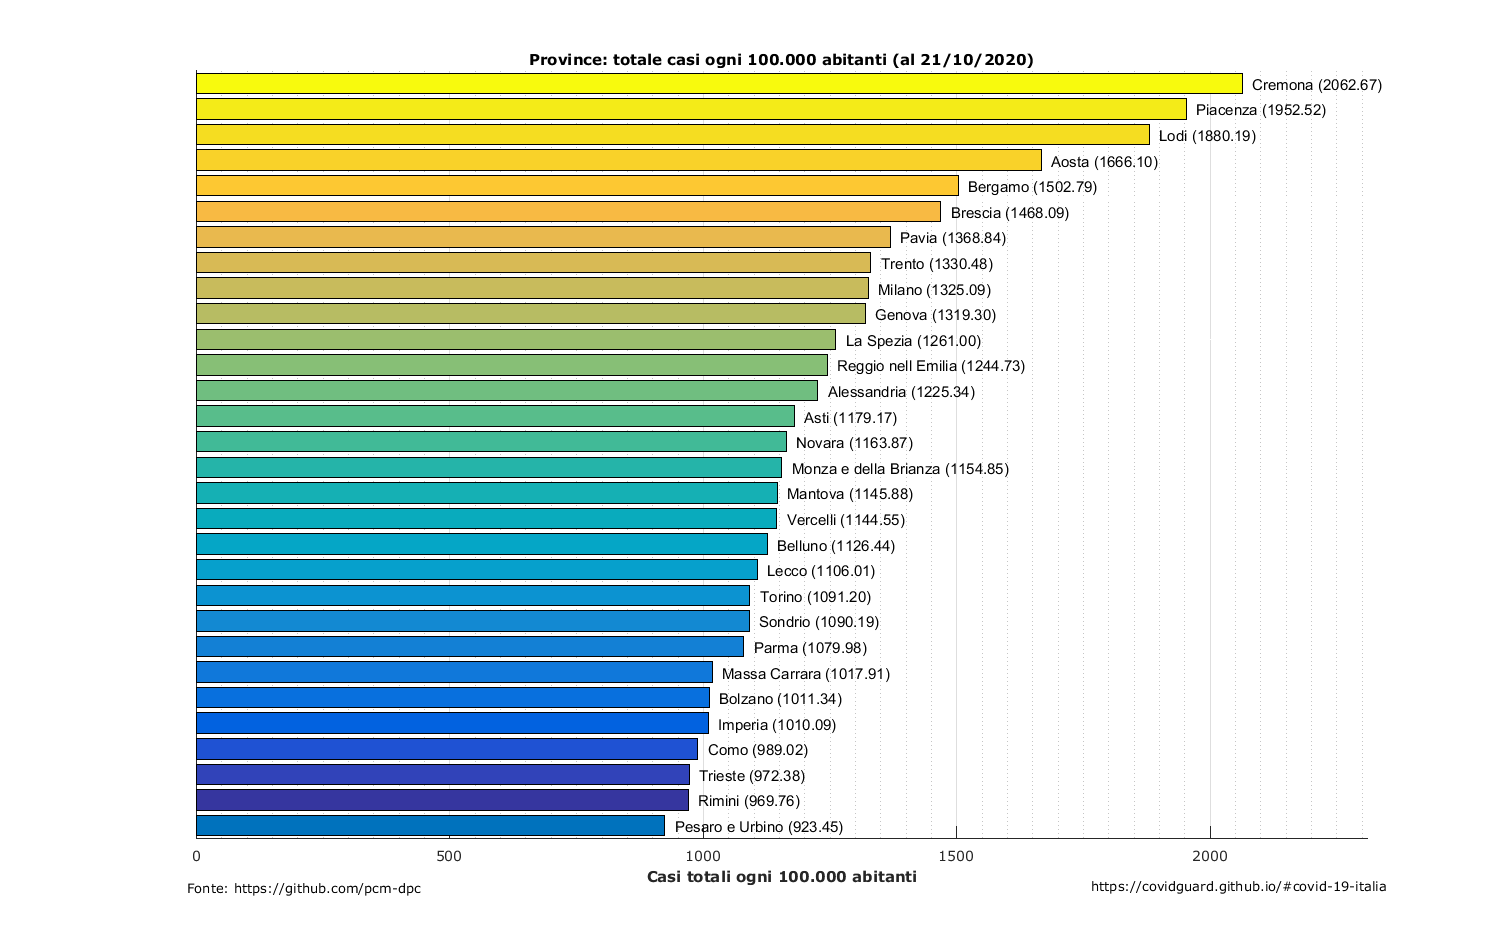 Province: totale casi ogni 100.000 abitanti (al 21/10/2020)
Cremona (2062.67)
Piacenza (1952.52)
Lodi (1880.19)
Aosta (1666.10)
Bergamo (1502.79)
Brescia (1468.09)
Pavia (1368.84)
Trento (1330.48)
Milano (1325.09)
Genova (1319.30)
La Spezia (1261.00)
Reggio nell Emilia (1244.73)
Alessandria (1225.34)
Asti (1179.17)
Novara (1163.87)
Monza e della Brianza (1154.85)
Mantova (1145.88)
Vercelli (1144.55)
Belluno (1126.44)
Lecco (1106.01)
Torino (1091.20)
Sondrio (1090.19)
Parma (1079.98)
Massa Carrara (1017.91)
Bolzano (1011.34)
Imperia (1010.09)
Como (989.02)
Trieste (972.38)
Rimini (969.76)
Pesaro e Urbino (923.45)
0 500 1000 1500 2000
Casi totali ogni 100.000 abitanti
Fonte: https://github.com/pcm-dpc
https://covidguard.github.io/#covid-19-italia